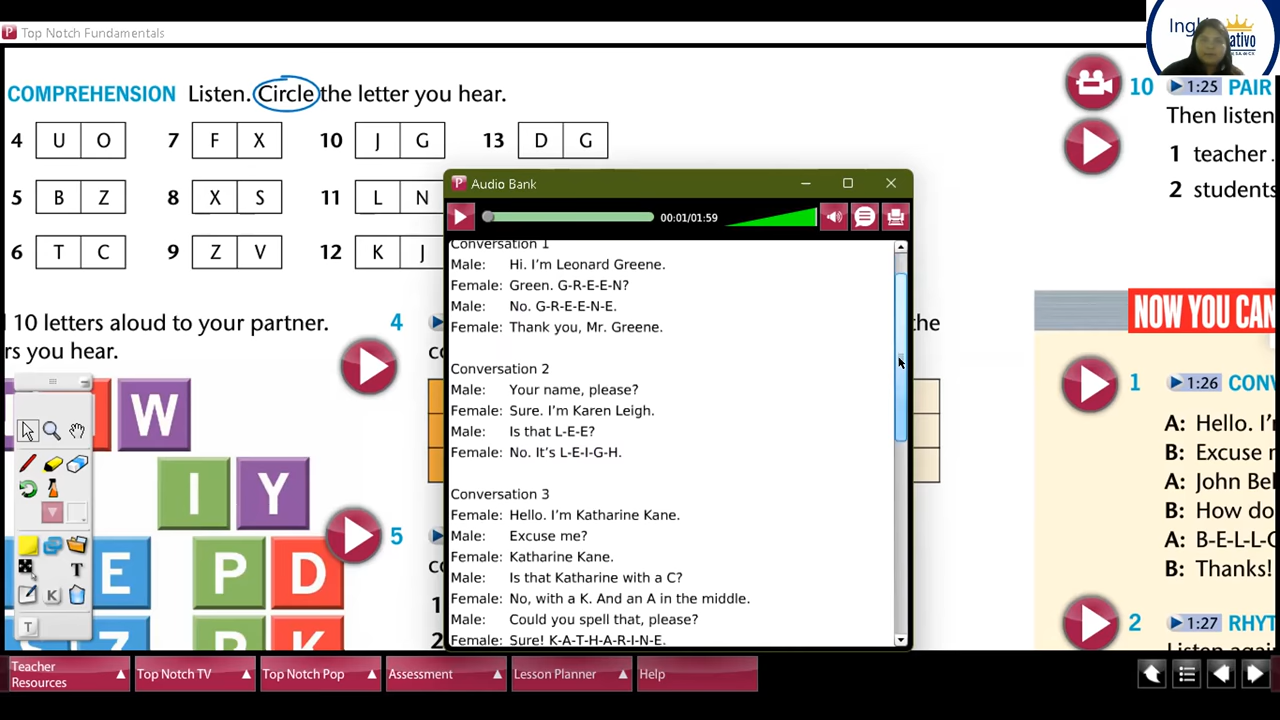 Top Notch Fundamentals
COMPREHENSION Listen. Circle the letter you hear.
4 U O 7 F X 10 J G 13 D G
5 B Z 8 X S 11 L N
6 T C 9 Z V 12 K J
10 letters aloud to your partner.
rs you hear.
W
I Y
E P D
4
5
1
2
the
Audio Bank
00:01/01:59
Conversation 1
Male: Hi. I'm Leonard Greene.
Female: Green. G-R-E-E-N?
Male: No. G-R-E-E-N-E.
Female: Thank you, Mr. Greene.
Conversation 2
Male: Your name, please?
Female: Sure. I'm Karen Leigh.
Male: Is that L-E-E?
Female: No. It's L-E-I-G-H.
Conversation 3
Female: Hello. I'm Katharine Kane.
Male: Excuse me?
Female: Katharine Kane.
Male: Is that Katharine with a C?
Female: No, with a K. And an A in the middle.
Male: Could you spell that, please?
Female: Sure! K-A-T-H-A-R-I-N-E.
10 1:25 PAIR
Then listen
1 teacher
2 students
NOW YOU CAN
1 1:26 CONV
A: Hello. I'm
B: Excuse m
A: John Bel
B: How do
A: B-E-L-L-
B: Thanks!
2 1:27 RHYT
Listen again
Teacher Resources
Top Notch TV
Top Notch Pop
Assessment
Lesson Planner
Help